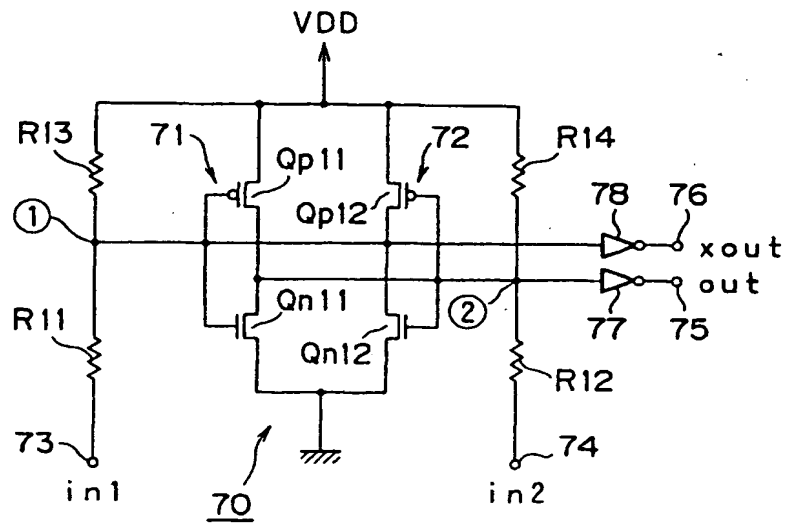 VDD
R13
71
72
R14
Qp11
Qp12
78
76
①
xout
out
R11
Qn11
②
77
75
Qn12
R12
73
74
in1
70
in2